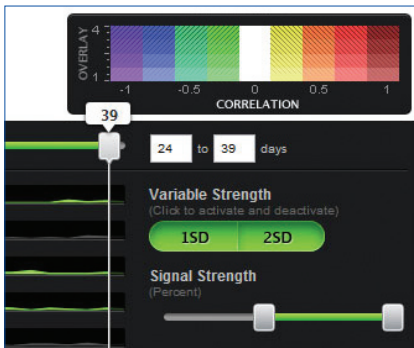 OVERLAY
4
1
-1 -0.5 0 0.5 1
CORRELATION
39
24 to 39 days
Variable Strength
(Click to activate and deactivate)
1SD 2SD
Signal Strength
(Percent)